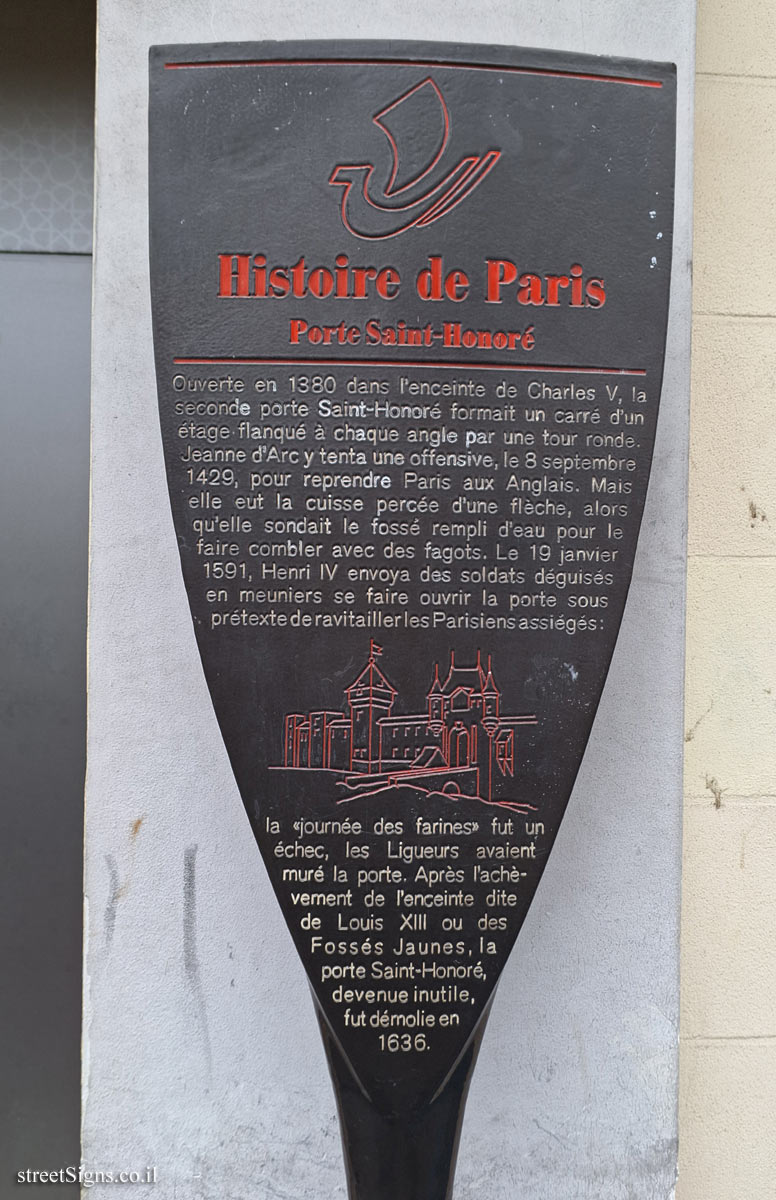 Histoire de Paris
Porte Saint-Honoré
Ouverte en 1380 dans l'enceinte de Charles V, la
seconde porte Saint-Honoré formait un carré d'un
étage flanqué à chaque angle par une tour ronde.
Jeanne d'Arc y tenta une offensive, le 8 septembre
1429, pour reprendre Paris aux Anglais. Mais
elle eut la cuisse percée d'une flèche, alors
qu'elle sondait le fossé rempli d'eau pour le
faire combler avec des fagots. Le 19 janvier
1591, Henri IV envoya des soldats déguisés
en meuniers se faire ouvrir la porte sous
prétexte de ravitailler les Parisiens assiégés :
la «journée des farines» fut un
échec, les Ligueurs avaient
muré la porte. Après l'achè-
vement de l'enceinte dite
de Louis XIII ou des
Fossés Jaunes, la
porte Saint-Honoré,
devenue inutile,
fut démolie en
1636.
streetSigns.co.il